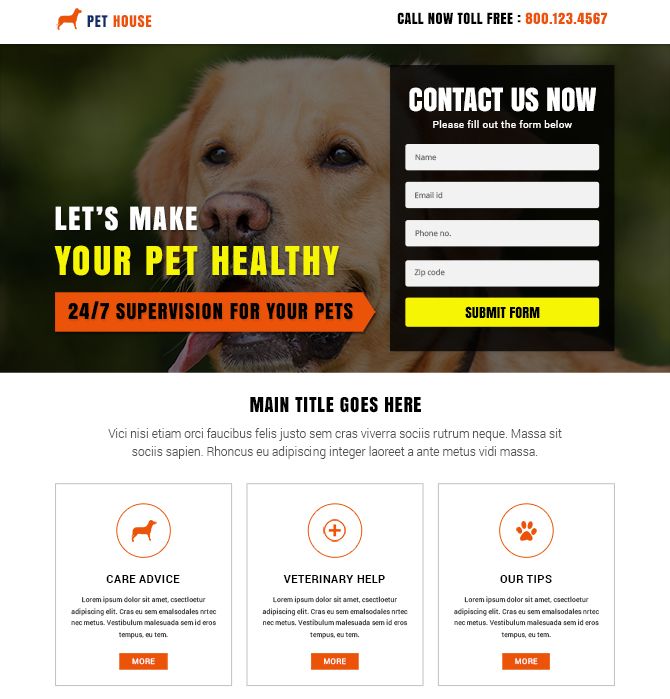 PET HOUSE
CALL NOW TOLL FREE : 800.123.4567
CONTACT US NOW
Please fill out the form below
Name
Email id
Phone no.
Zip code
SUBMIT FORM
LET'S MAKE
YOUR PET HEALTHY
24/7 SUPERVISION FOR YOUR PETS
MAIN TITLE GOES HERE
Vici nisi etiam orci faucibus felis justo sem cras viverra sociis rutrum neque. Massa sit
sociis sapien. Rhoncus eu adipiscing integer laoreet a ante metus vidi massa.
CARE ADVICE
Lorem ipsum dolor sit amet, csectloetur
adipiscing elit. Cras eu sem emalsodales nrtec
nec metus. Vestibulum malesuada sem id eros
tempus, eu tem.
MORE
VETERINARY HELP
Lorem ipsum dolor sit amet, csectloetur
adipiscing elit. Cras eu sem emalsodales nrtec
nec metus. Vestibulum malesuada sem id eros
tempus, eu tem.
MORE
OUR TIPS
Lorem ipsum dolor sit amet, csectloetur
adipiscing elit. Cras eu sem emalsodales nrtec
nec metus. Vestibulum malesuada sem id eros
tempus, eu tem.
MORE